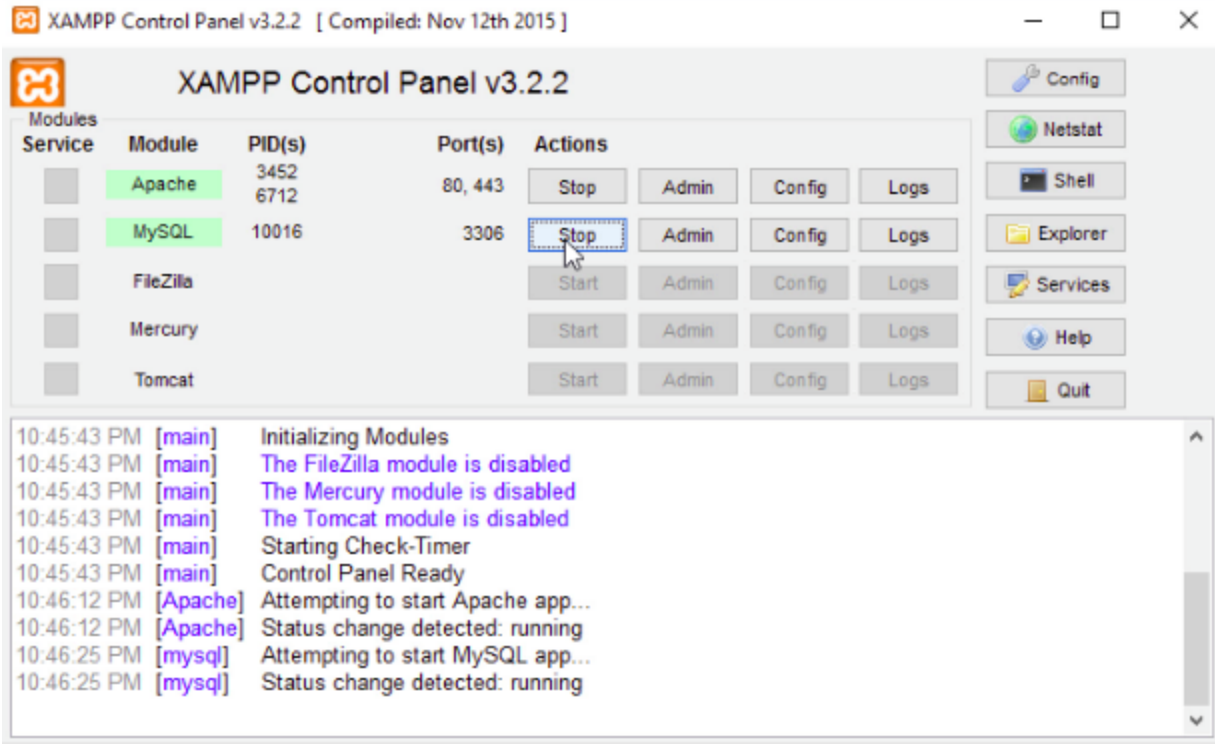 XAMPP Control Panel v3.2.2 [ Compiled: Nov 12th 2015 ]
XAMPP Control Panel v3.2.2
Config
Modules
Service Module PID(s) Port(s) Actions
Netstat
Apache 3452 6712 80, 443 Stop Admin Config Logs
Shell
MySQL 10016 3306 Stop Admin Config Logs
Explorer
FileZilla Start Admin Config Logs
Services
Mercury Start Admin Config Logs
Help
Tomcat Start Admin Config Logs
Quit
10:45:43 PM [main] Initializing Modules
10:45:43 PM [main] The FileZilla module is disabled
10:45:43 PM [main] The Mercury module is disabled
10:45:43 PM [main] The Tomcat module is disabled
10:45:43 PM [main] Starting Check-Timer
10:45:43 PM [main] Control Panel Ready
10:46:12 PM [Apache] Attempting to start Apache app...
10:46:12 PM [Apache] Status change detected: running
10:46:25 PM [mysql] Attempting to start MySQL app...
10:46:25 PM [mysql] Status change detected: running